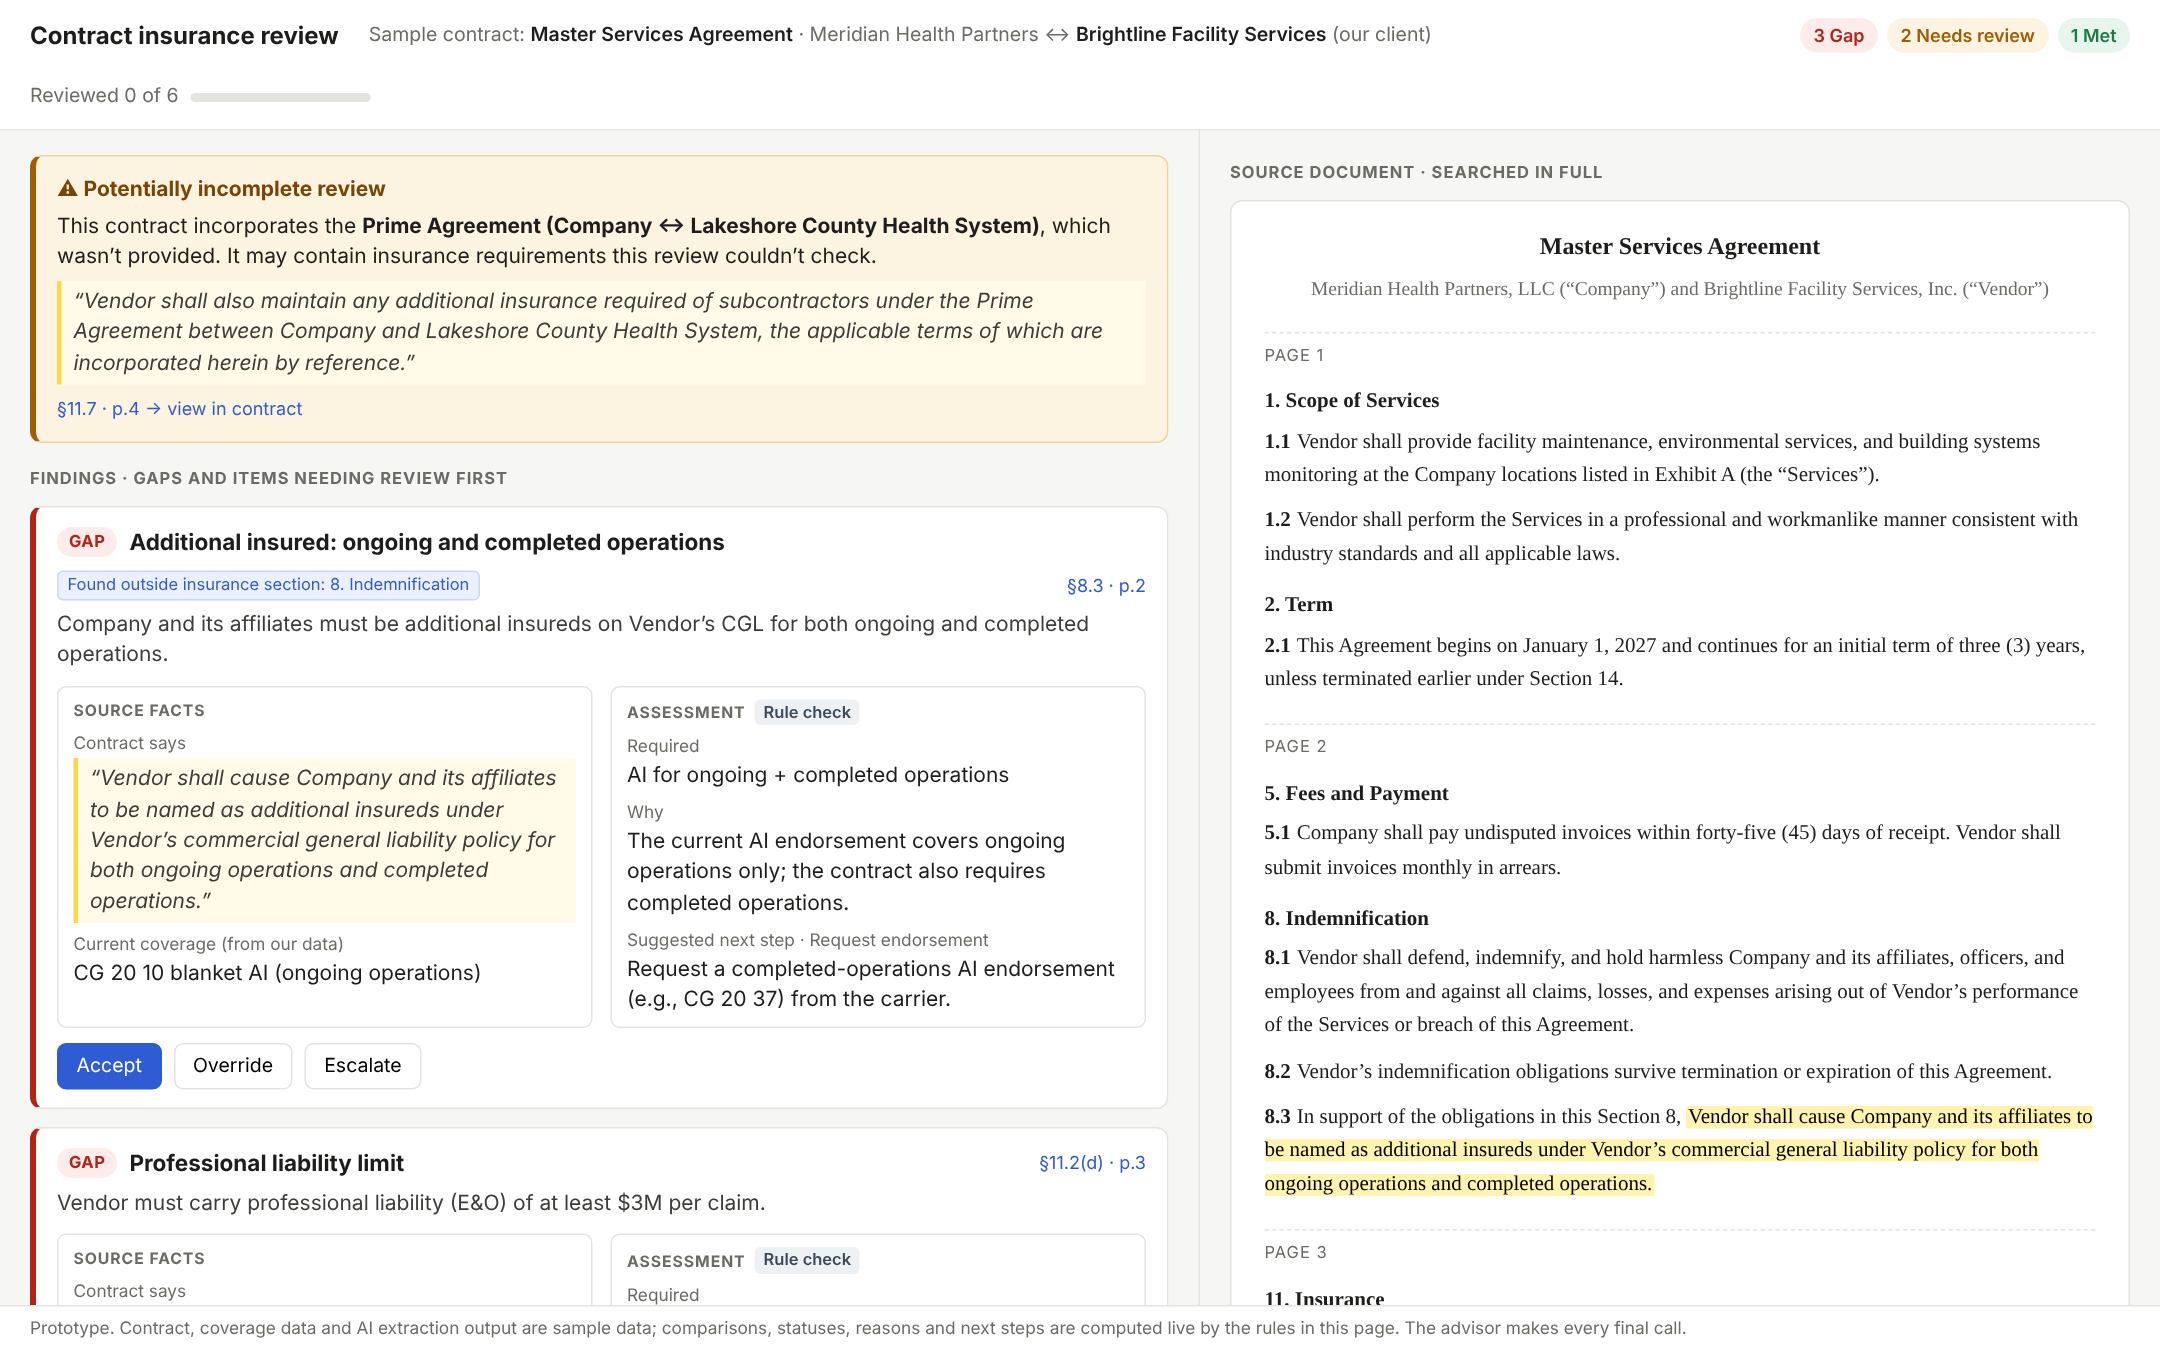 Contract insurance review
Sample contract: Master Services Agreement · Meridian Health Partners ↔ Brightline Facility Services (our client)
3 Gap
2 Needs review
1 Met
Reviewed 0 of 6
⚠ Potentially incomplete review
This contract incorporates the Prime Agreement (Company ↔ Lakeshore County Health System), which
wasn’t provided. It may contain insurance requirements this review couldn’t check.
“Vendor shall also maintain any additional insurance required of subcontractors under the Prime
Agreement between Company and Lakeshore County Health System, the applicable terms of which are
incorporated herein by reference.”
§11.7 · p.4 → view in contract
FINDINGS · GAPS AND ITEMS NEEDING REVIEW FIRST
GAP Additional insured: ongoing and completed operations
Found outside insurance section: 8. Indemnification
§8.3 · p.2
Company and its affiliates must be additional insureds on Vendor’s CGL for both ongoing and completed
operations.
SOURCE FACTS
Contract says
“Vendor shall cause Company and its affiliates
to be named as additional insureds under
Vendor’s commercial general liability policy for
both ongoing operations and completed
operations.”
Current coverage (from our data)
CG 20 10 blanket AI (ongoing operations)
ASSESSMENT Rule check
Required
AI for ongoing + completed operations
Why
The current AI endorsement covers ongoing
operations only; the contract also requires
completed operations.
Suggested next step · Request endorsement
Request a completed-operations AI endorsement
(e.g., CG 20 37) from the carrier.
Accept
Override
Escalate
GAP Professional liability limit
§11.2(d) · p.3
Vendor must carry professional liability (E&O) of at least $3M per claim.
SOURCE FACTS
Contract says
ASSESSMENT Rule check
Required
SOURCE DOCUMENT · SEARCHED IN FULL
Master Services Agreement
Meridian Health Partners, LLC (“Company”) and Brightline Facility Services, Inc. (“Vendor”)
PAGE 1
1. Scope of Services
1.1 Vendor shall provide facility maintenance, environmental services, and building systems
monitoring at the Company locations listed in Exhibit A (the “Services”).
1.2 Vendor shall perform the Services in a professional and workmanlike manner consistent with
industry standards and all applicable laws.
2. Term
2.1 This Agreement begins on January 1, 2027 and continues for an initial term of three (3) years,
unless terminated earlier under Section 14.
PAGE 2
5. Fees and Payment
5.1 Company shall pay undisputed invoices within forty-five (45) days of receipt. Vendor shall
submit invoices monthly in arrears.
8. Indemnification
8.1 Vendor shall defend, indemnify, and hold harmless Company and its affiliates, officers, and
employees from and against all claims, losses, and expenses arising out of Vendor’s performance
of the Services or breach of this Agreement.
8.2 Vendor’s indemnification obligations survive termination or expiration of this Agreement.
8.3 In support of the obligations in this Section 8, Vendor shall cause Company and its affiliates to
be named as additional insureds under Vendor’s commercial general liability policy for both
ongoing operations and completed operations.
PAGE 3
11. Insurance
Prototype. Contract, coverage data and AI extraction output are sample data; comparisons, statuses, reasons and next steps are computed live by the rules in this page. The advisor makes every final call.